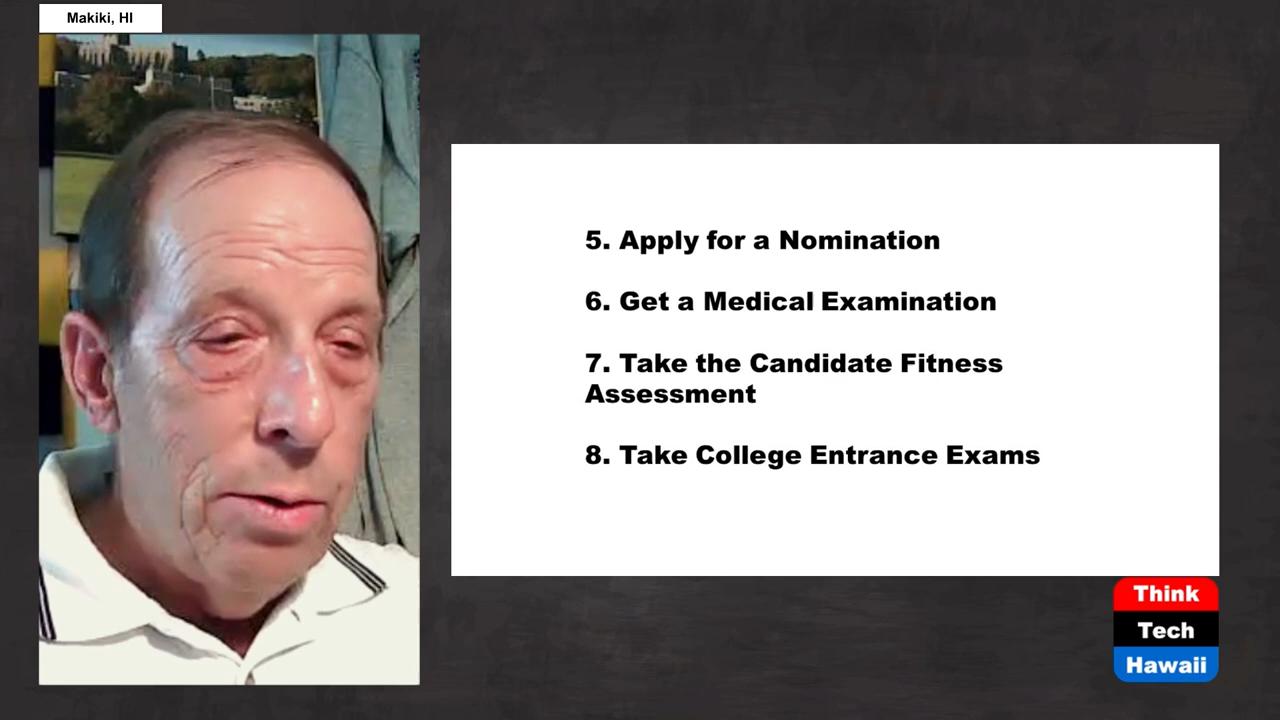 Makiki, HI
5. Apply for a Nomination
6. Get a Medical Examination
7. Take the Candidate Fitness
Assessment
8. Take College Entrance Exams
Think
Tech
Hawaii